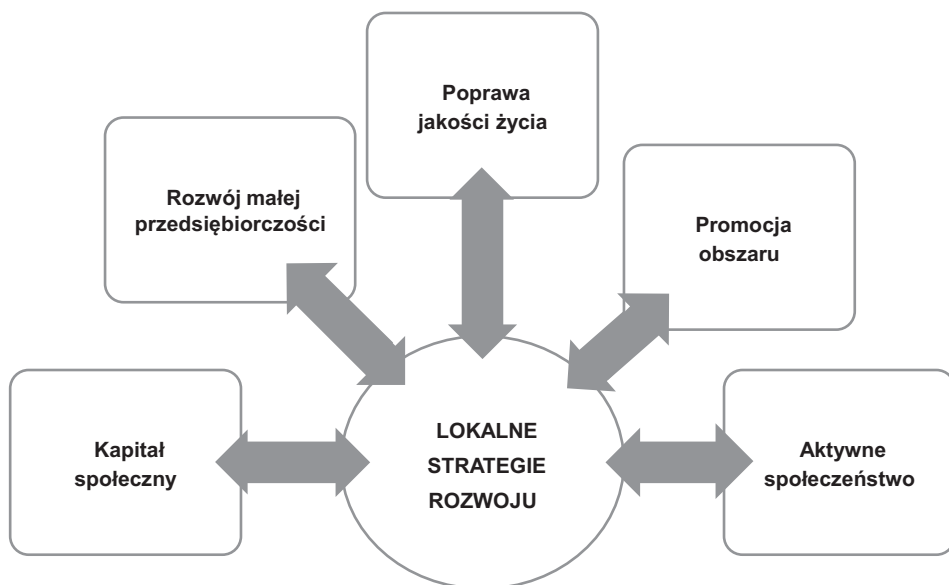 Poprawa
jakości życia
Rozwój małej
przedsiębiorczości
Promocja
obszaru
Kapitał
społeczny
LOKALNE
STRATEGIE
ROZWOJU
Aktywne
społeczeństwo